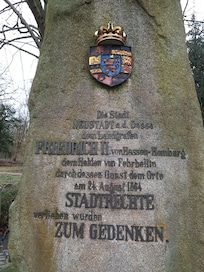 Die Stadt
NEUSTADT a.d. Dosse
dem Landgrafen
FRIEDRICH II. von Hessen-Homburg
dem Helden von Fehrbellin
durch dessen Gunst dem Orte
am 24. August 1664
STADTRECHTE
verliehen wurden
ZUM GEDENKEN.